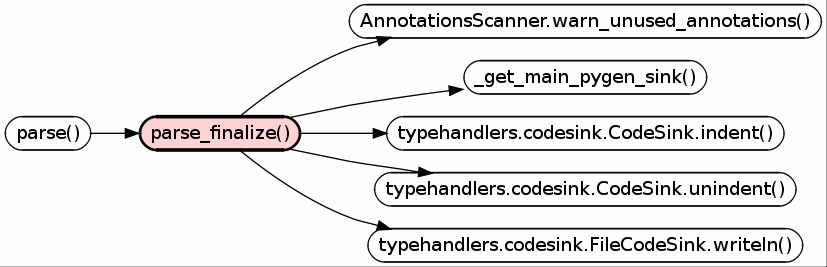 AnnotationsScanner.warn_unused_annotations()
_get_main_pygen_sink()
parse()
parse_finalize()
typehandlers.codesink.CodeSink.indent()
typehandlers.codesink.CodeSink.unindent()
typehandlers.codesink.FileCodeSink.writeln()